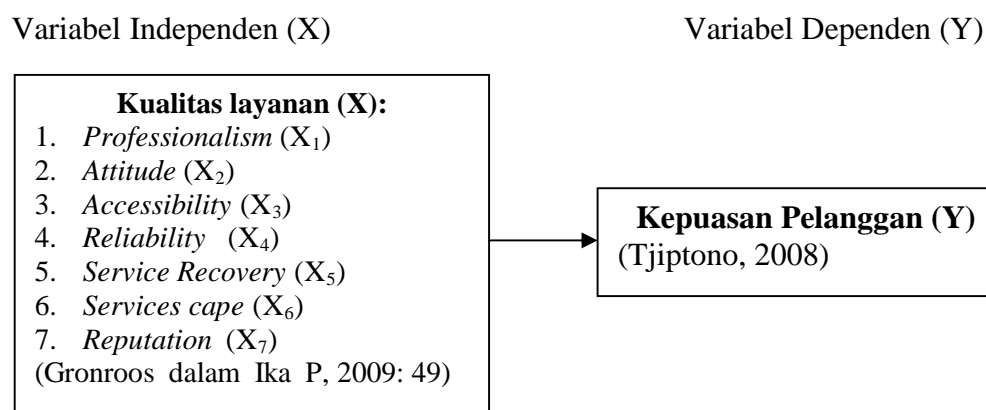 Variabel Independen (X) Variabel Dependen (Y)
Kualitas layanan (X):
1. Professionalism (X₁)
2. Attitude (X₂)
3. Accessibility (X₃)
4. Reliability (X₄)
5. Service Recovery (X₅)
6. Services cape (X₆)
7. Reputation (X₇)
(Gronroos dalam Ika P, 2009: 49)
Kepuasan Pelanggan (Y)
(Tjiptono, 2008)